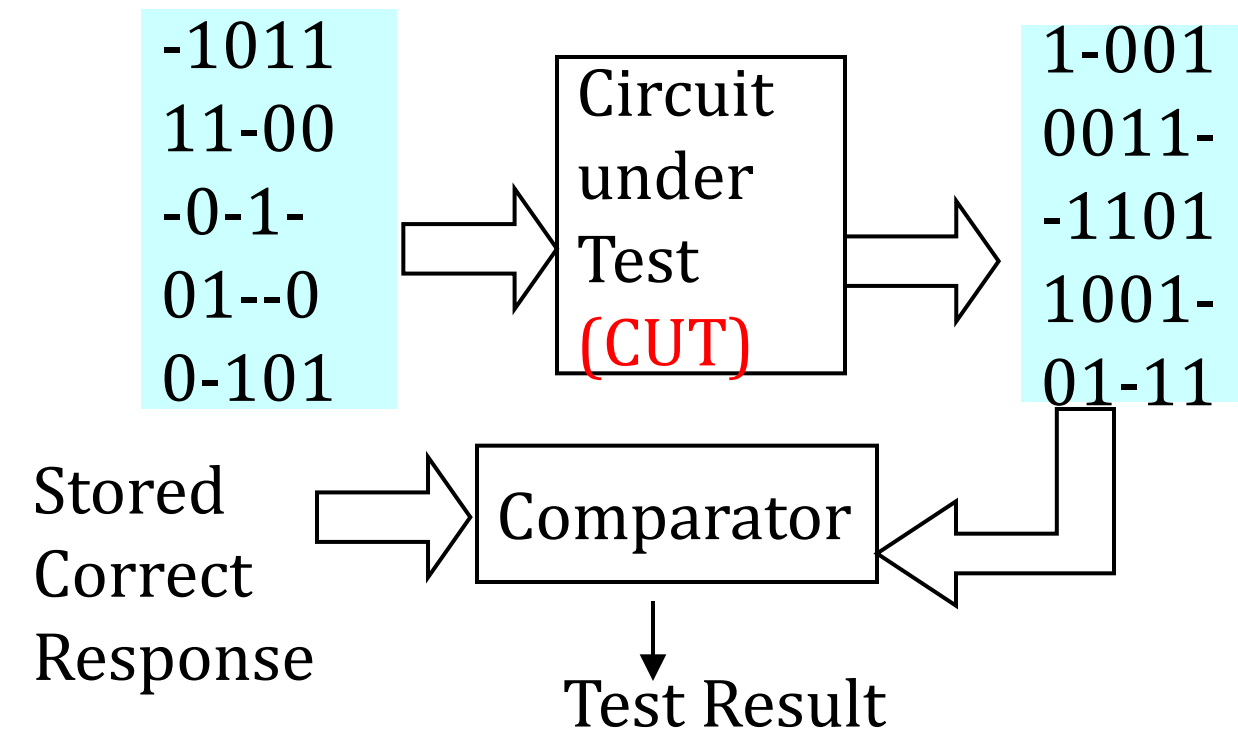 -1011
11-00
-0-1-
01--0
0-101
Circuit
under
Test
(CUT)
1-001
0011-
-1101
1001-
01-11
Stored
Correct
Response
Comparator
Test Result